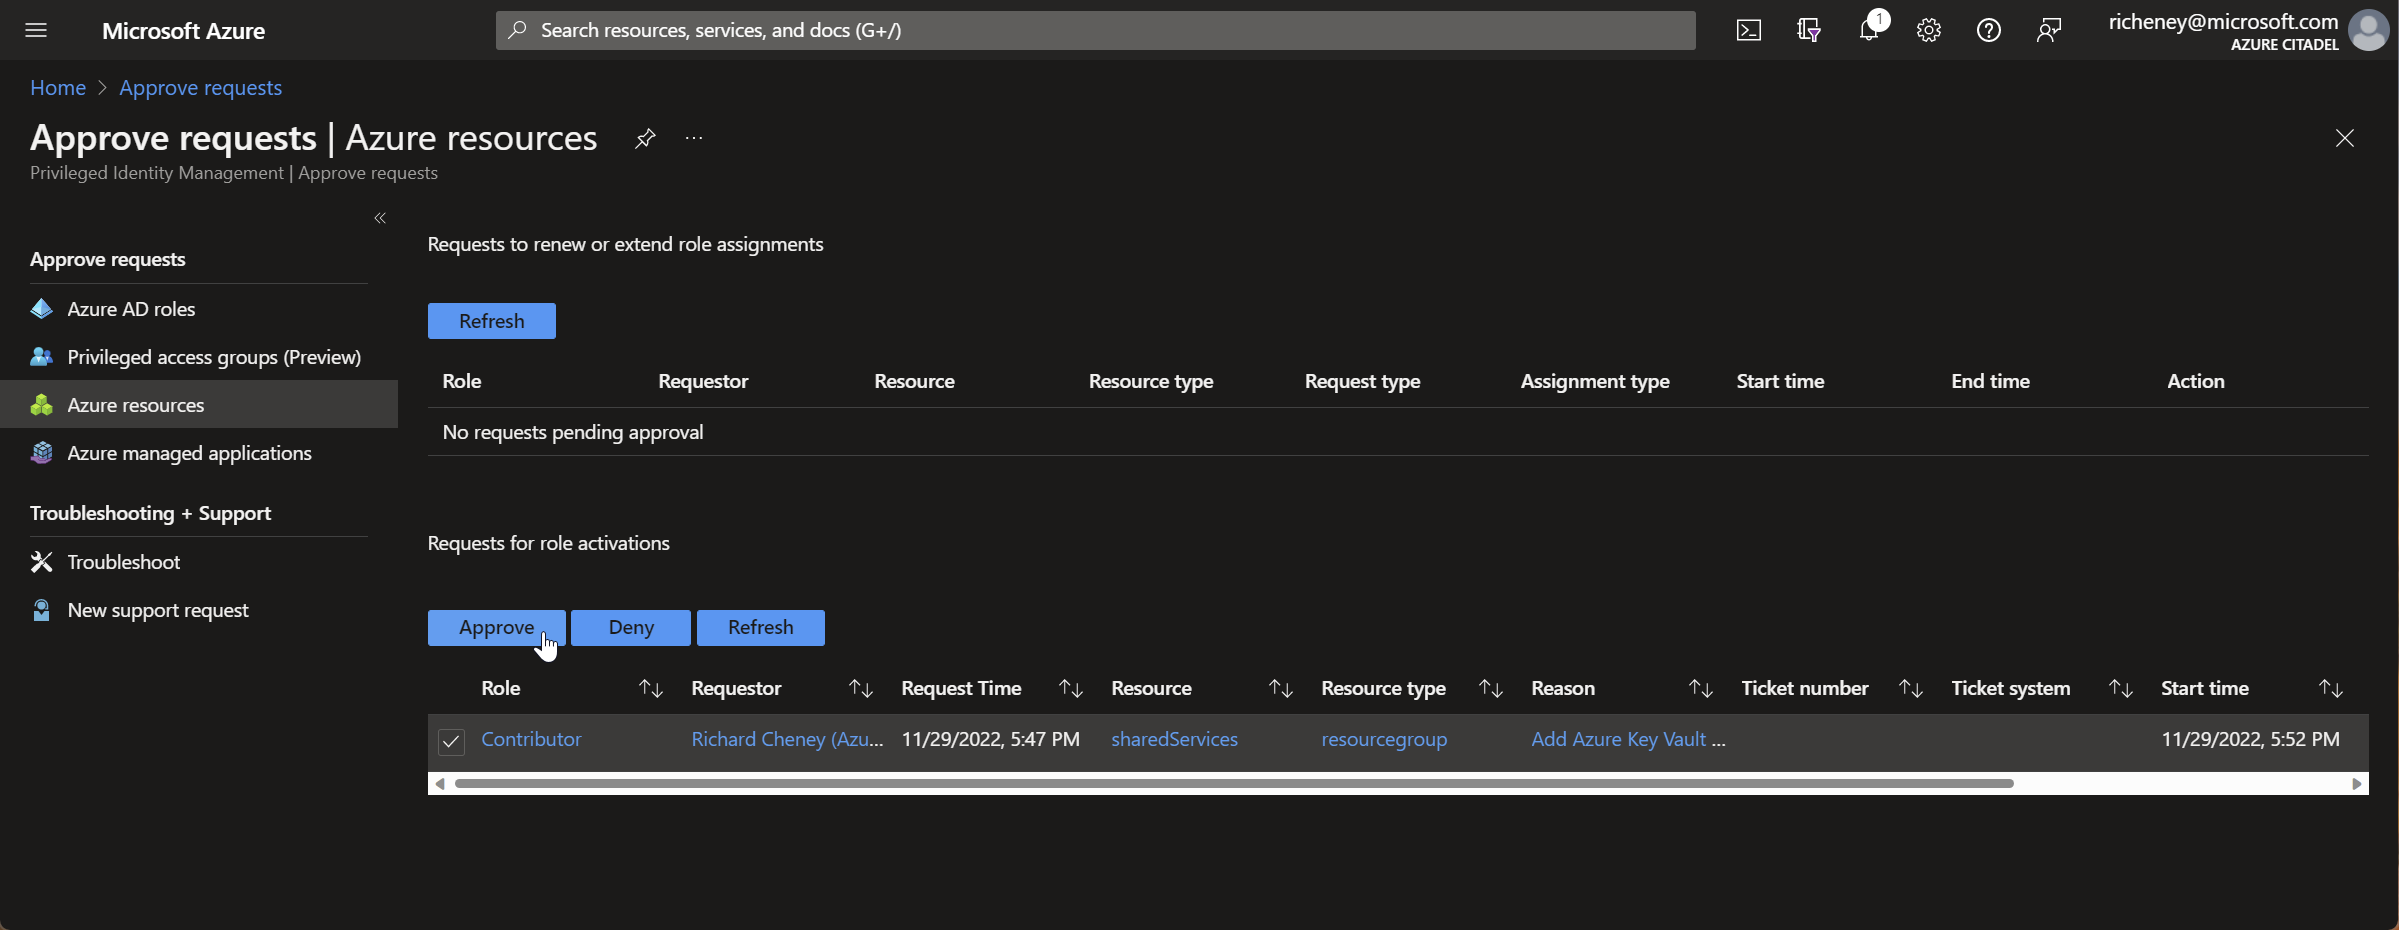 Microsoft Azure
Search resources, services, and docs (G+/)
1
richeney@microsoft.com
AZURE CITADEL
Home > Approve requests
Approve requests | Azure resources ...
Privileged Identity Management | Approve requests
«
Approve requests
Azure AD roles
Privileged access groups (Preview)
Azure resources
Azure managed applications
Troubleshooting + Support
Troubleshoot
New support request
Requests to renew or extend role assignments
Refresh
Role Requestor Resource Resource type Request type Assignment type Start time End time Action
No requests pending approval
Requests for role activations
Approve Deny Refresh
Role ↑↓ Requestor ↑↓ Request Time ↑↓ Resource ↑↓ Resource type ↑↓ Reason ↑↓ Ticket number ↑↓ Ticket system ↑↓ Start time ↑↓
Contributor Richard Cheney (Azu... 11/29/2022, 5:47 PM sharedServices resourcegroup Add Azure Key Vault ... 11/29/2022, 5:52 PM